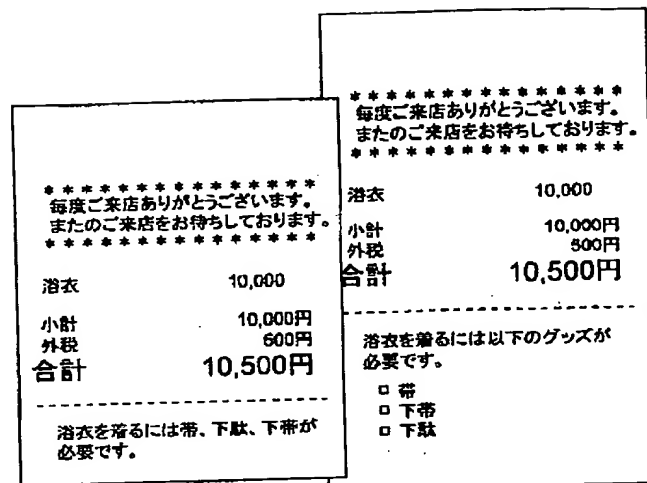 * * * * * * * * * * * * * * *
毎度ご来店ありがとうございます。
またのご来店をお待ちしております。
* * * * * * * * * * * * * * *
浴衣 10,000
小計 10,000円
外税 500円
合計 10,500円
浴衣を着るには帯、下駄、下帯が
必要です。
* * * * * * * * * * * * * * *
毎度ご来店ありがとうございます。
またのご来店をお待ちしております。
* * * * * * * * * * * * * * *
浴衣 10,000
小計 10,000円
外税 500円
合計 10,500円
浴衣を着るには以下のグッズが
必要です。
□ 帯
□ 下帯
□ 下駄